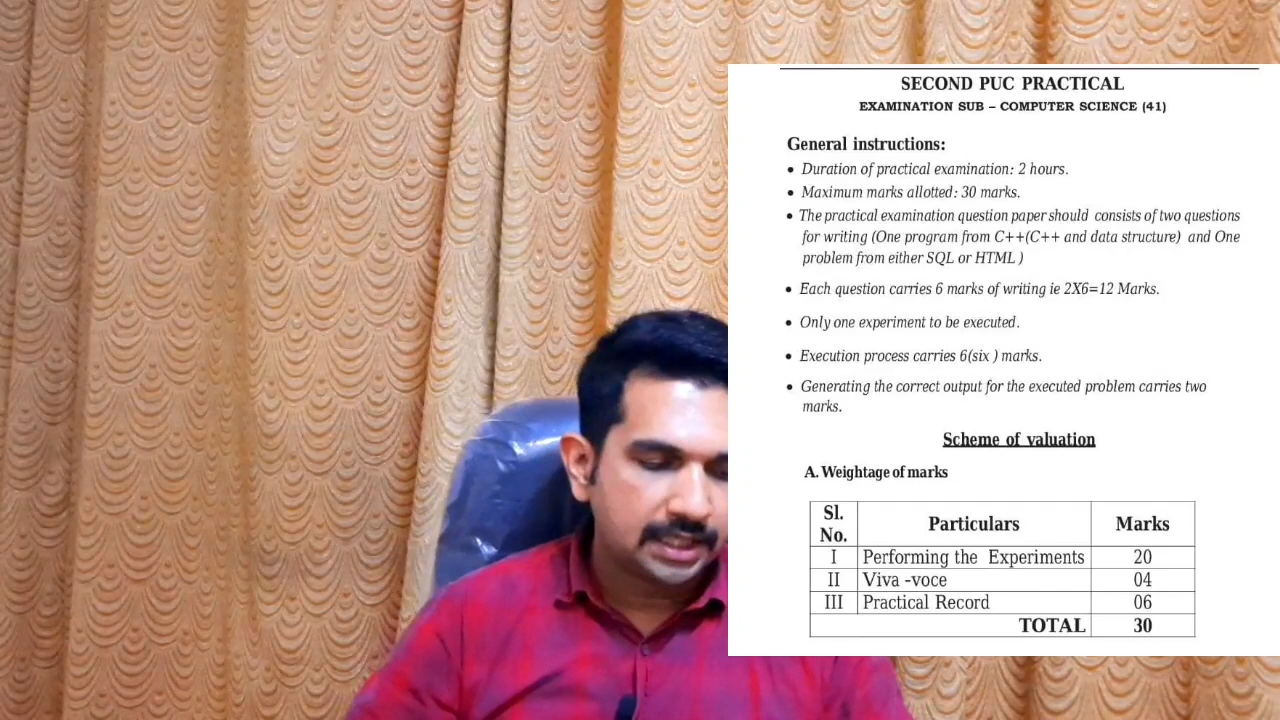 SECOND PUC PRACTICAL
EXAMINATION SUB – COMPUTER SCIENCE (41)
General instructions:
• Duration of practical examination: 2 hours.
• Maximum marks allotted: 30 marks.
• The practical examination question paper should consists of two questions
for writing (One program from C++(C++ and data structure) and One
problem from either SQL or HTML )
• Each question carries 6 marks of writing ie 2X6=12 Marks.
• Only one experiment to be executed.
• Execution process carries 6(six ) marks.
• Generating the correct output for the executed problem carries two
marks.
Scheme of valuation
A. Weightage of marks
Sl. No. Particulars Marks
I Performing the Experiments 20
II Viva –voce 04
III Practical Record 06
TOTAL 30